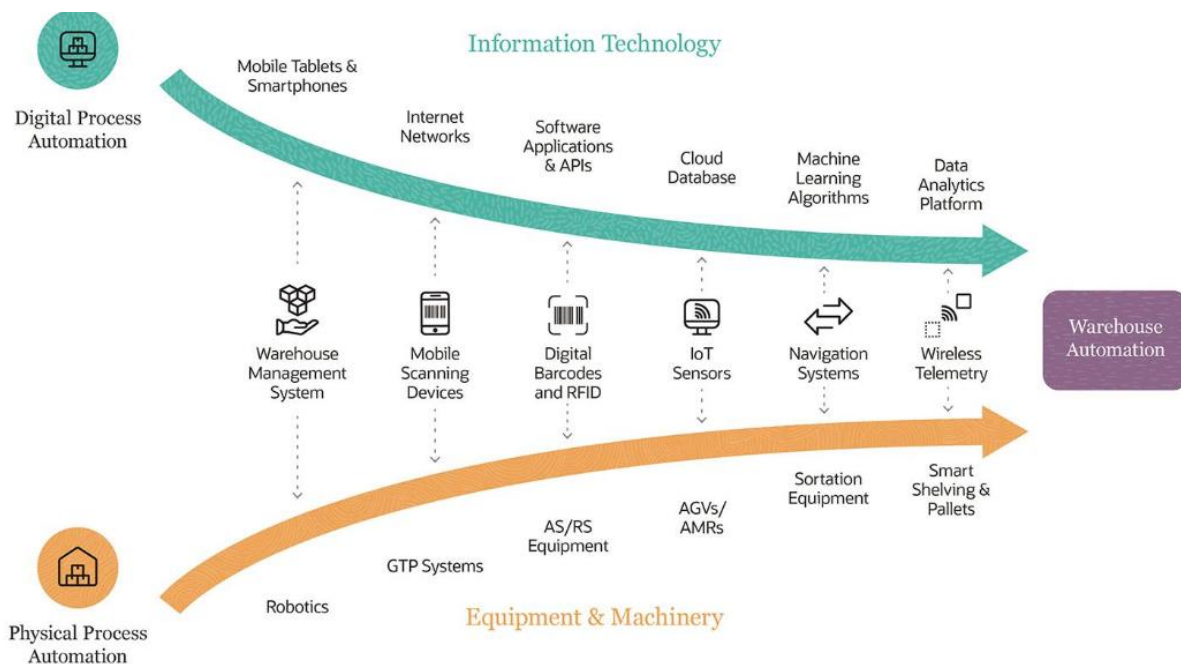 Information Technology
Digital Process
Automation
Mobile Tablets &
Smartphones
Internet
Networks
Software
Applications
& APIs
Cloud
Database
Machine
Learning
Algorithms
Data
Analytics
Platform
Warehouse
Management
System
Mobile
Scanning
Devices
Digital
Barcodes
and RFID
IoT
Sensors
Navigation
Systems
Wireless
Telemetry
Warehouse
Automation
Robotics
GTP Systems
AS/RS
Equipment
AGVs/
AMRs
Sortation
Equipment
Smart
Shelving &
Pallets
Physical Process
Automation
Equipment & Machinery